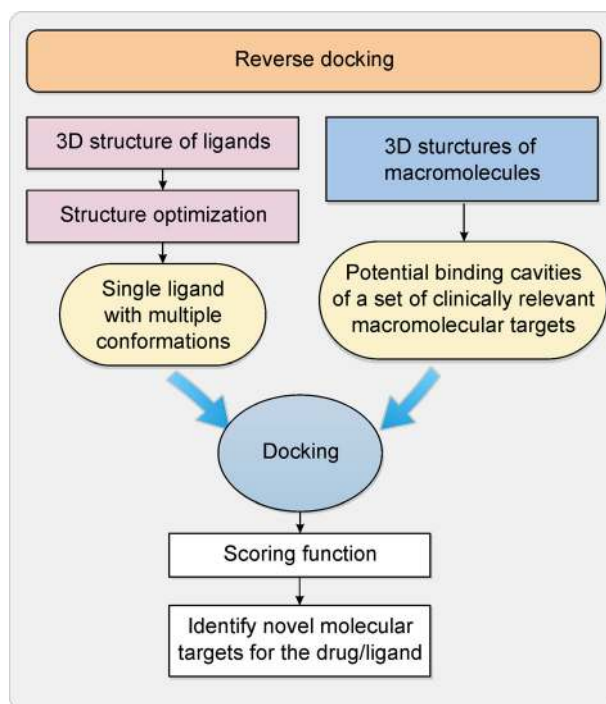 Reverse docking
3D structure of ligands
Structure optimization
Single ligand
with multiple
conformations
3D sturctures of
macromolecules
Potential binding cavities
of a set of clinically relevant
macromolecular targets
Docking
Scoring function
Identify novel molecular
targets for the drug/ligand